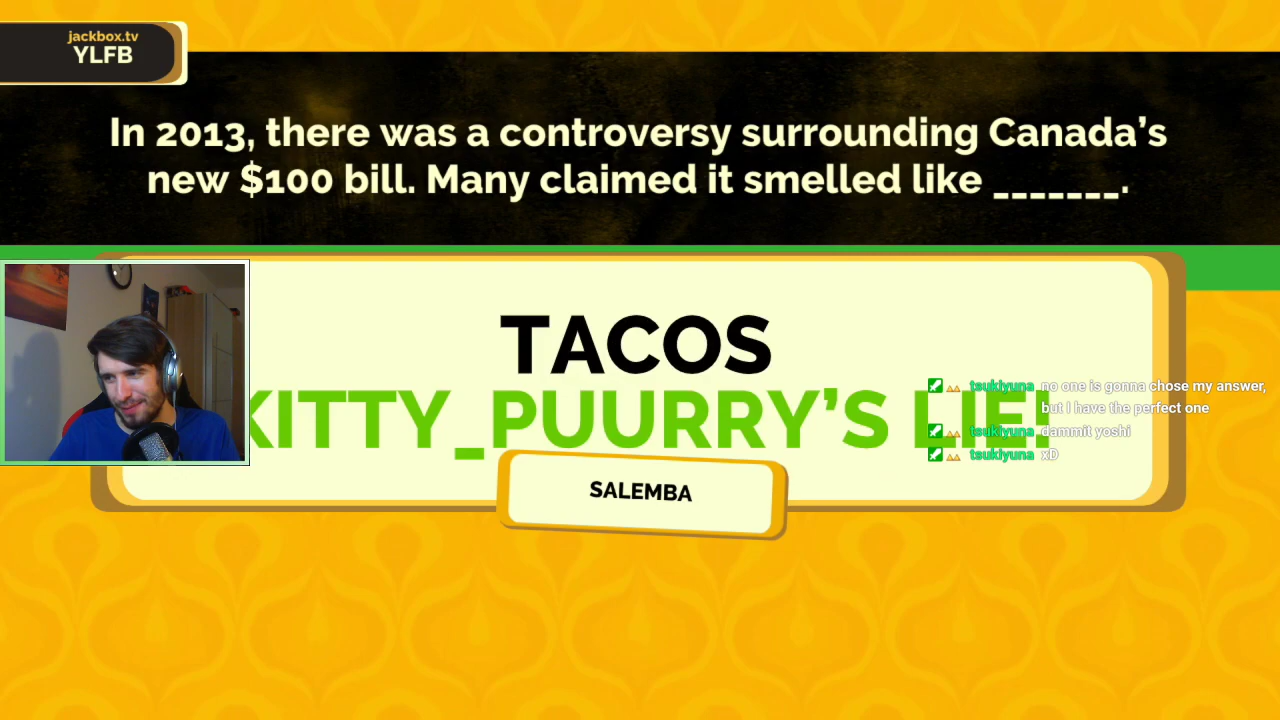 jackbox.tv
YLFB
In 2013, there was a controversy surrounding Canada’s
new $100 bill. Many claimed it smelled like _______.
TACOS
KITTY_PUURRY’S LIE!
SALEMBA
tsukiyuna no one is gonna chose my answer,
but I have the perfect one
tsukiyuna dammit yoshi
tsukiyuna xD